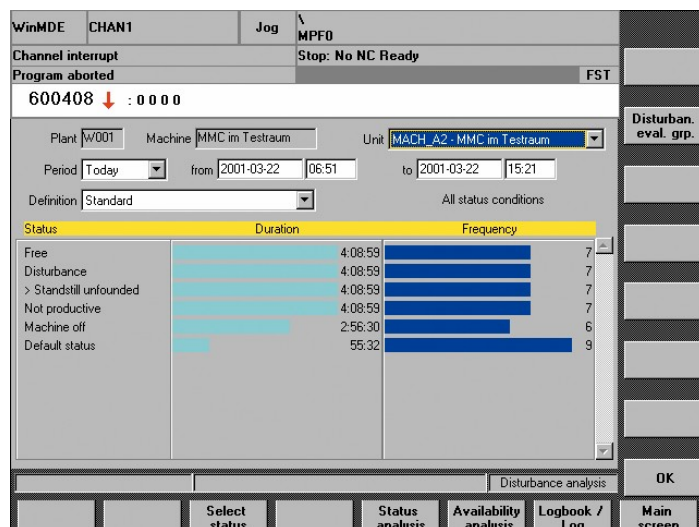 WinMDE CHAN1 Jog \
MPF0
Channel interrupt Stop: No NC Ready
Program aborted FST
600408 ↓ :0000
Disturban.
eval. grp.
Plant W001 Machine MMC im Testraum Unit MACH_A2 - MMC im Testraum
Period Today from 2001-03-22 06:51 to 2001-03-22 15:21
Definition Standard All status conditions
Status Duration Frequency
Free 4:08:59 7
Disturbance 4:08:59 7
> Standstill unfounded 4:08:59 7
Not productive 4:08:59 7
Machine off 2:56:30 6
Default status 55:32 9
Disturbance analysis OK
Select status Status analysis Availability analysis Logbook / Log Main screen